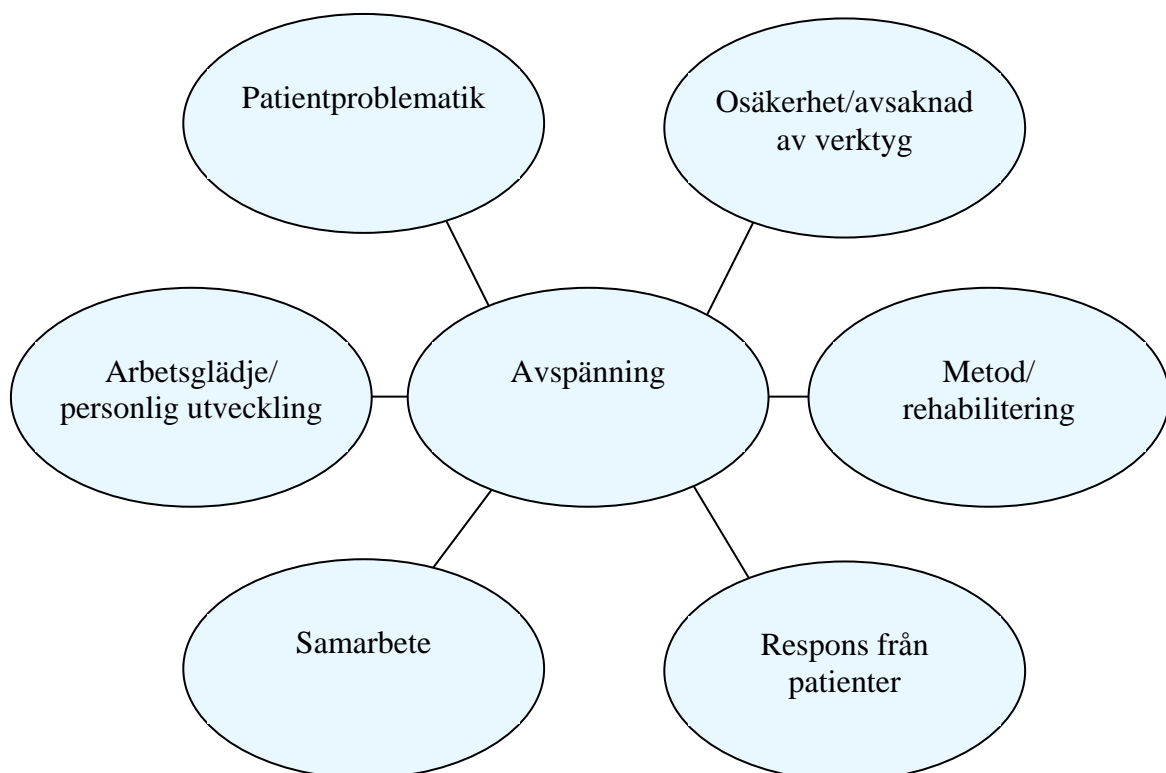 Patientproblematik
Osäkerhet/avsaknad
av verktyg
Arbetsglädje/
personlig utveckling
Avspänning
Metod/
rehabilitering
Samarbete
Respons från
patienter